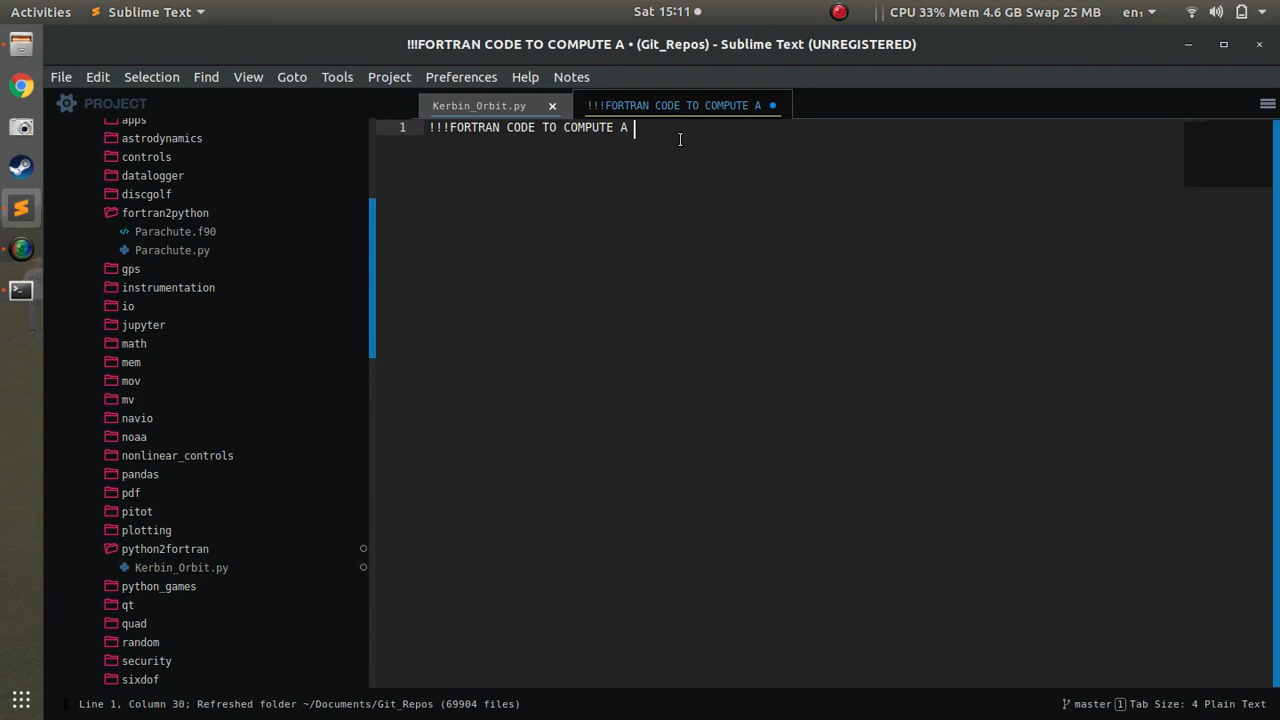 Activities
Sublime Text
Sat 15:11
CPU 33% Mem 4.6 GB Swap 25 MB
en₁
!!!FORTRAN CODE TO COMPUTE A • (Git_Repos) - Sublime Text (UNREGISTERED)
File Edit Selection Find View Goto Tools Project Preferences Help Notes
PROJECT
Kerbin_Orbit.py
!!!FORTRAN CODE TO COMPUTE A
1 !!!FORTRAN CODE TO COMPUTE A
apps
astrodynamics
controls
datalogger
discgolf
fortran2python
Parachute.f90
Parachute.py
gps
instrumentation
io
jupyter
math
mem
mov
mv
navio
noaa
nonlinear_controls
pandas
pdf
pitot
plotting
python2fortran
Kerbin_Orbit.py
python_games
qt
quad
random
security
sixdof
Line 1, Column 30; Refreshed folder ~/Documents/Git_Repos (69904 files)
master 1 Tab Size: 4 Plain Text